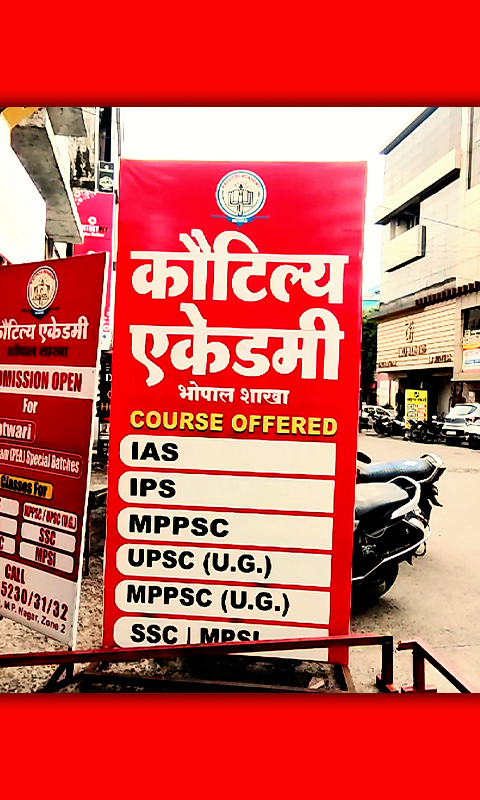 कौटिल्य
एकेडमी
भोपाल शाखा
COURSE OFFERED
IAS
IPS
MPPSC
UPSC (U.G.)
MPPSC (U.G.)
SSC | MPSI
कौटिल्य एकेडमी
भोपाल शाखा
ADMISSION OPEN
For
(PEB) Special Batches
Classes For
MPPSC / UPSC (U.G.)
SSC
MPSI
CALL
5230/31/32
M.P. Nagar, Zone 2